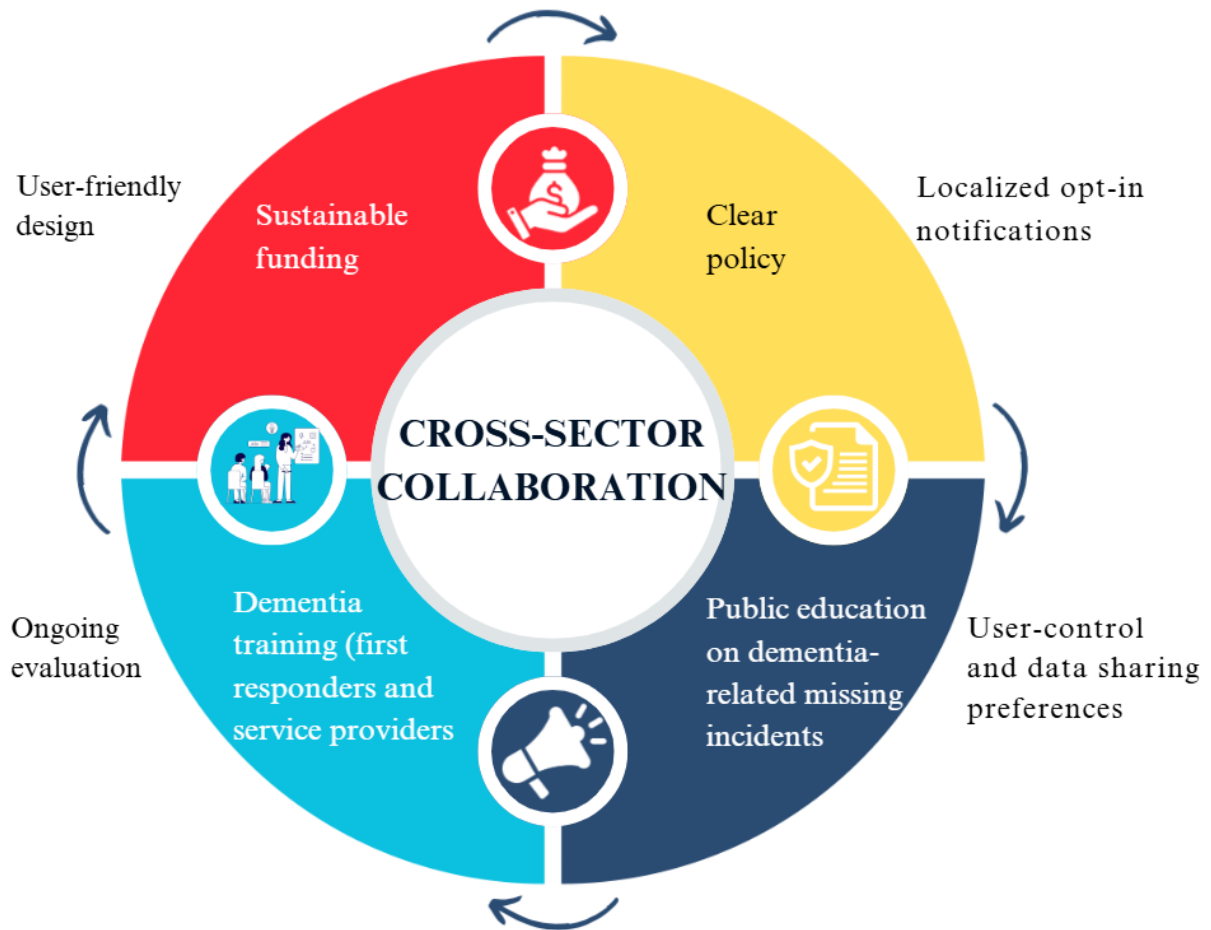 User-friendly
design
Sustainable
funding
Clear
policy
Localized opt-in
notifications
CROSS-SECTOR
COLLABORATION
Ongoing
evaluation
Dementia
training (first
responders and
service providers
Public education
on dementia-
related missing
incidents
User-control
and data sharing
preferences
$